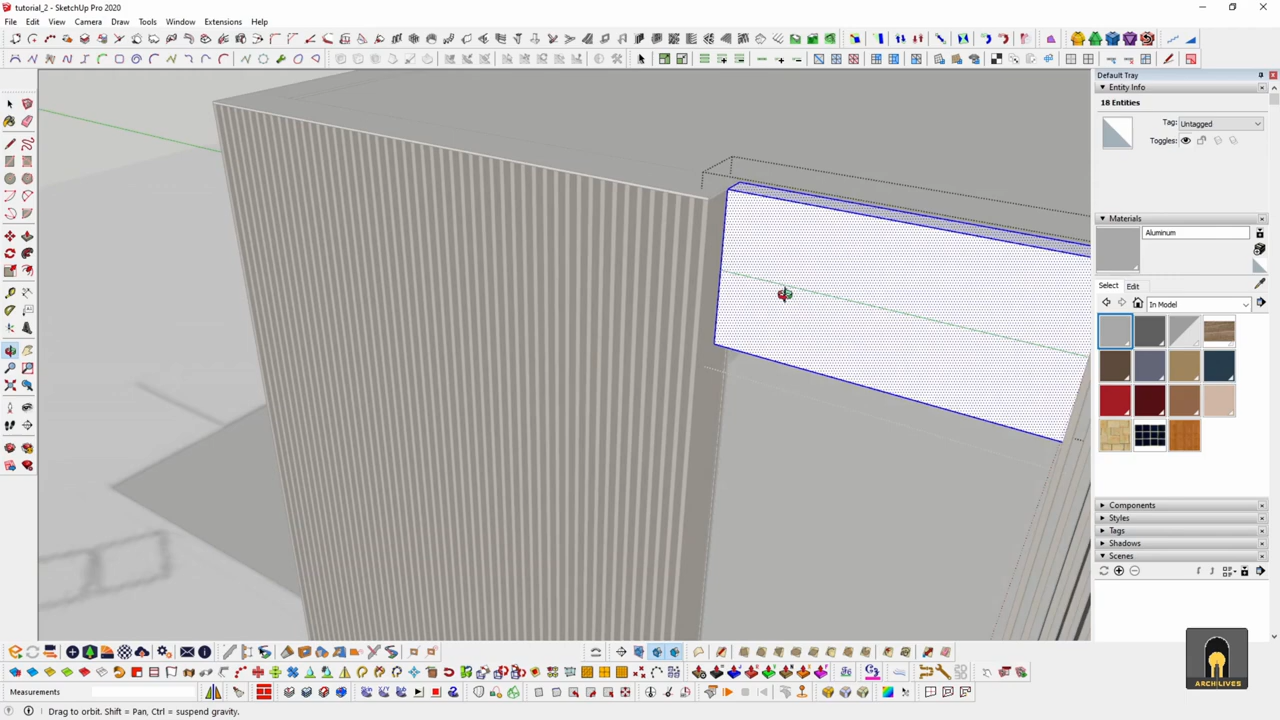 tutorial_2 - SketchUp Pro 2020
File Edit View Camera Draw Tools Window Extensions Help
Default Tray
Entity Info
18 Entities
Tag: Untagged
Toggles:
Materials
Aluminum
Select Edit
In Model
Components
Styles
Tags
Shadows
Scenes
ARCHILIVES
Measurements
Drag to orbit. Shift = Pan, Ctrl = suspend gravity.